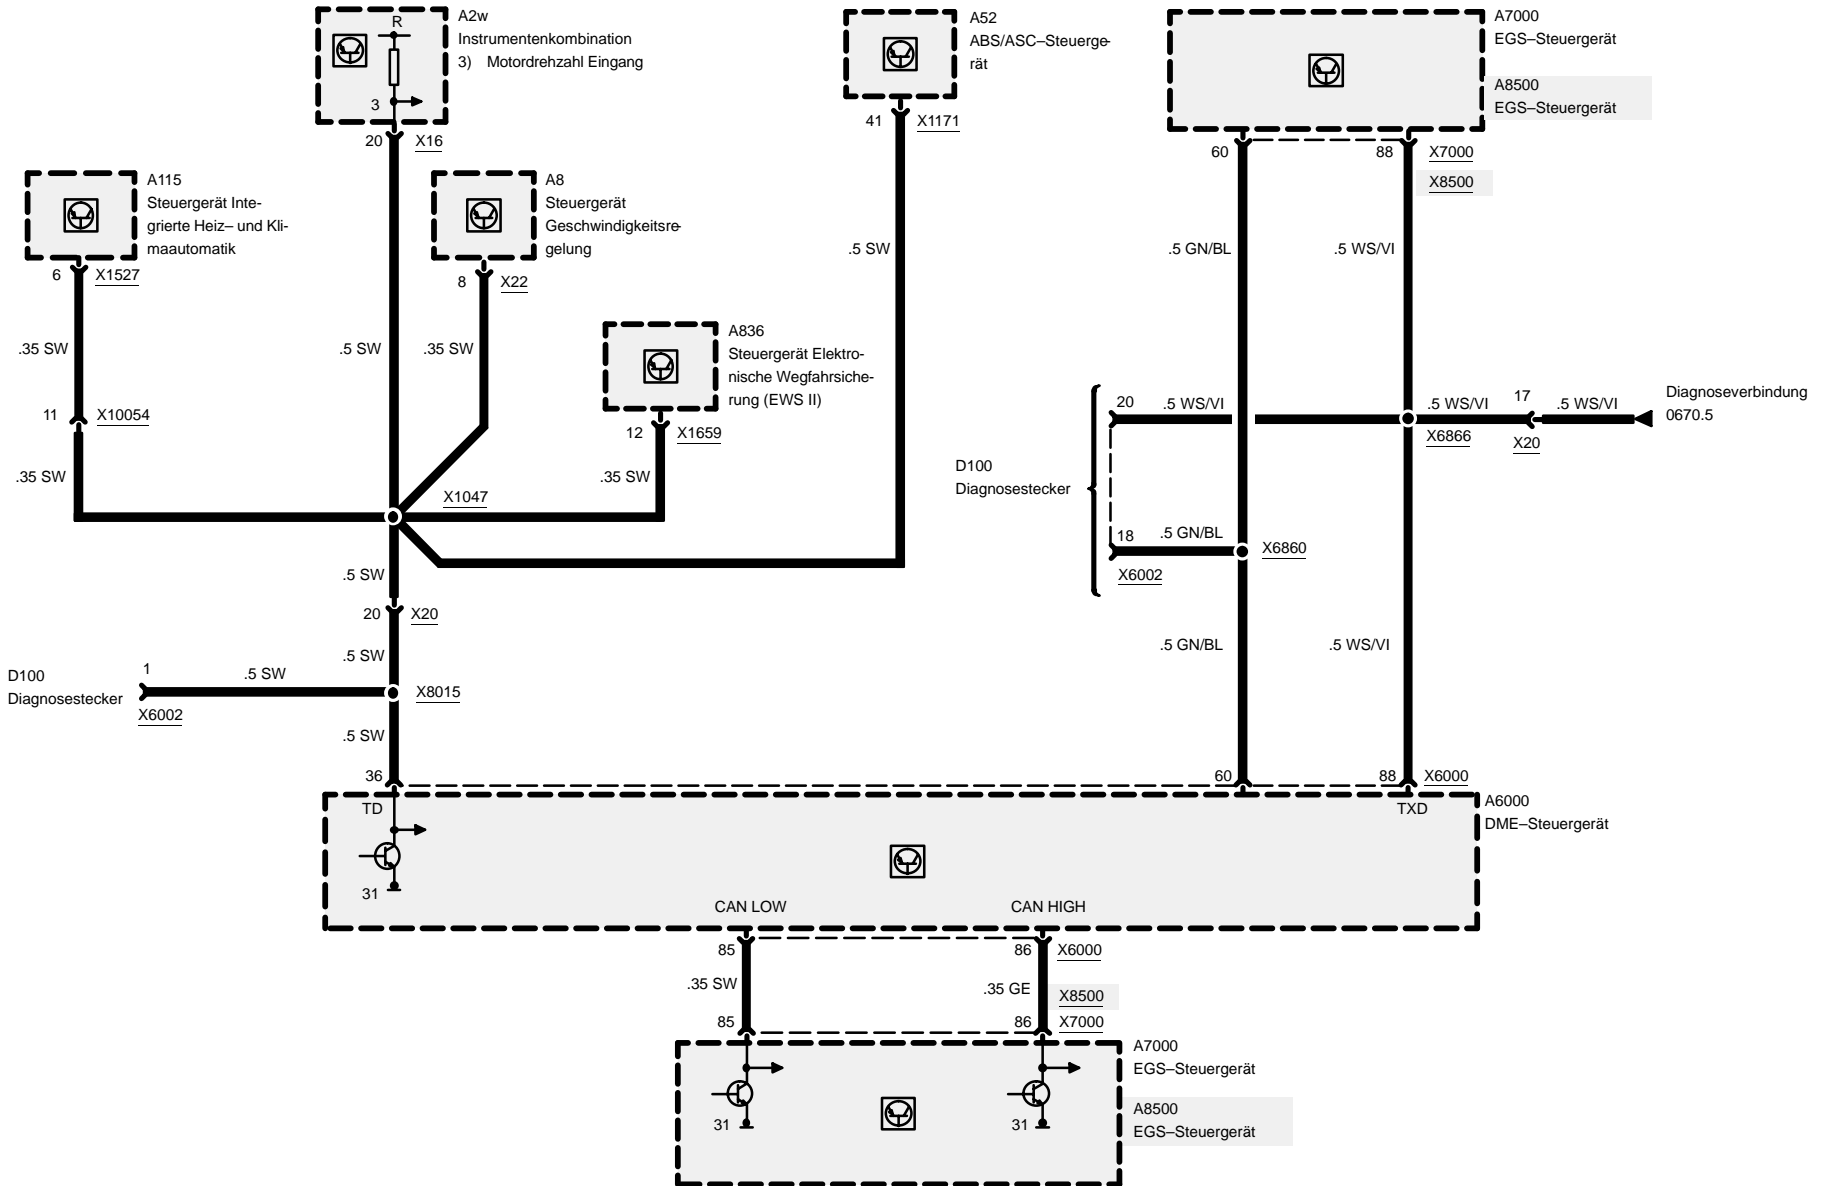 R
A2w
Instrumentenkombination
3) Motordrehzahl Eingang
3
20 X16
A52
ABS/ASC–Steuerge-
rät
41 X1171
A7000
EGS–Steuergerät
A8500
EGS–Steuergerät
60
88 X7000
X8500
A115
Steuergerät Inte-
grierte Heiz– und Kli-
maautomatik
6 X1527
A8
Steuergerät
Geschwindigkeitsre-
gelung
8 X22
.5 SW
.5 GN/BL
.5 WS/VI
.35 SW
.5 SW
.35 SW
A836
Steuergerät Elektro-
nische Wegfahrsiche-
rung (EWS II)
12 X1659
11 X10054
.35 SW
.35 SW
X1047
20
.5 WS/VI
.5 WS/VI
17
.5 WS/VI
X6866
X20
Diagnoseverbindung
0670.5
D100
Diagnosestecker
18
.5 GN/BL
X6860
X6002
.5 SW
20 X20
.5 SW
.5 GN/BL
.5 WS/VI
D100
Diagnosestecker
1
.5 SW
X6002
X8015
.5 SW
36
60
88 X6000
TD
TXD
A6000
DME–Steuergerät
31
CAN LOW
CAN HIGH
85
86 X6000
.35 SW
.35 GE
X8500
85
86 X7000
A7000
EGS–Steuergerät
A8500
EGS–Steuergerät
31
31